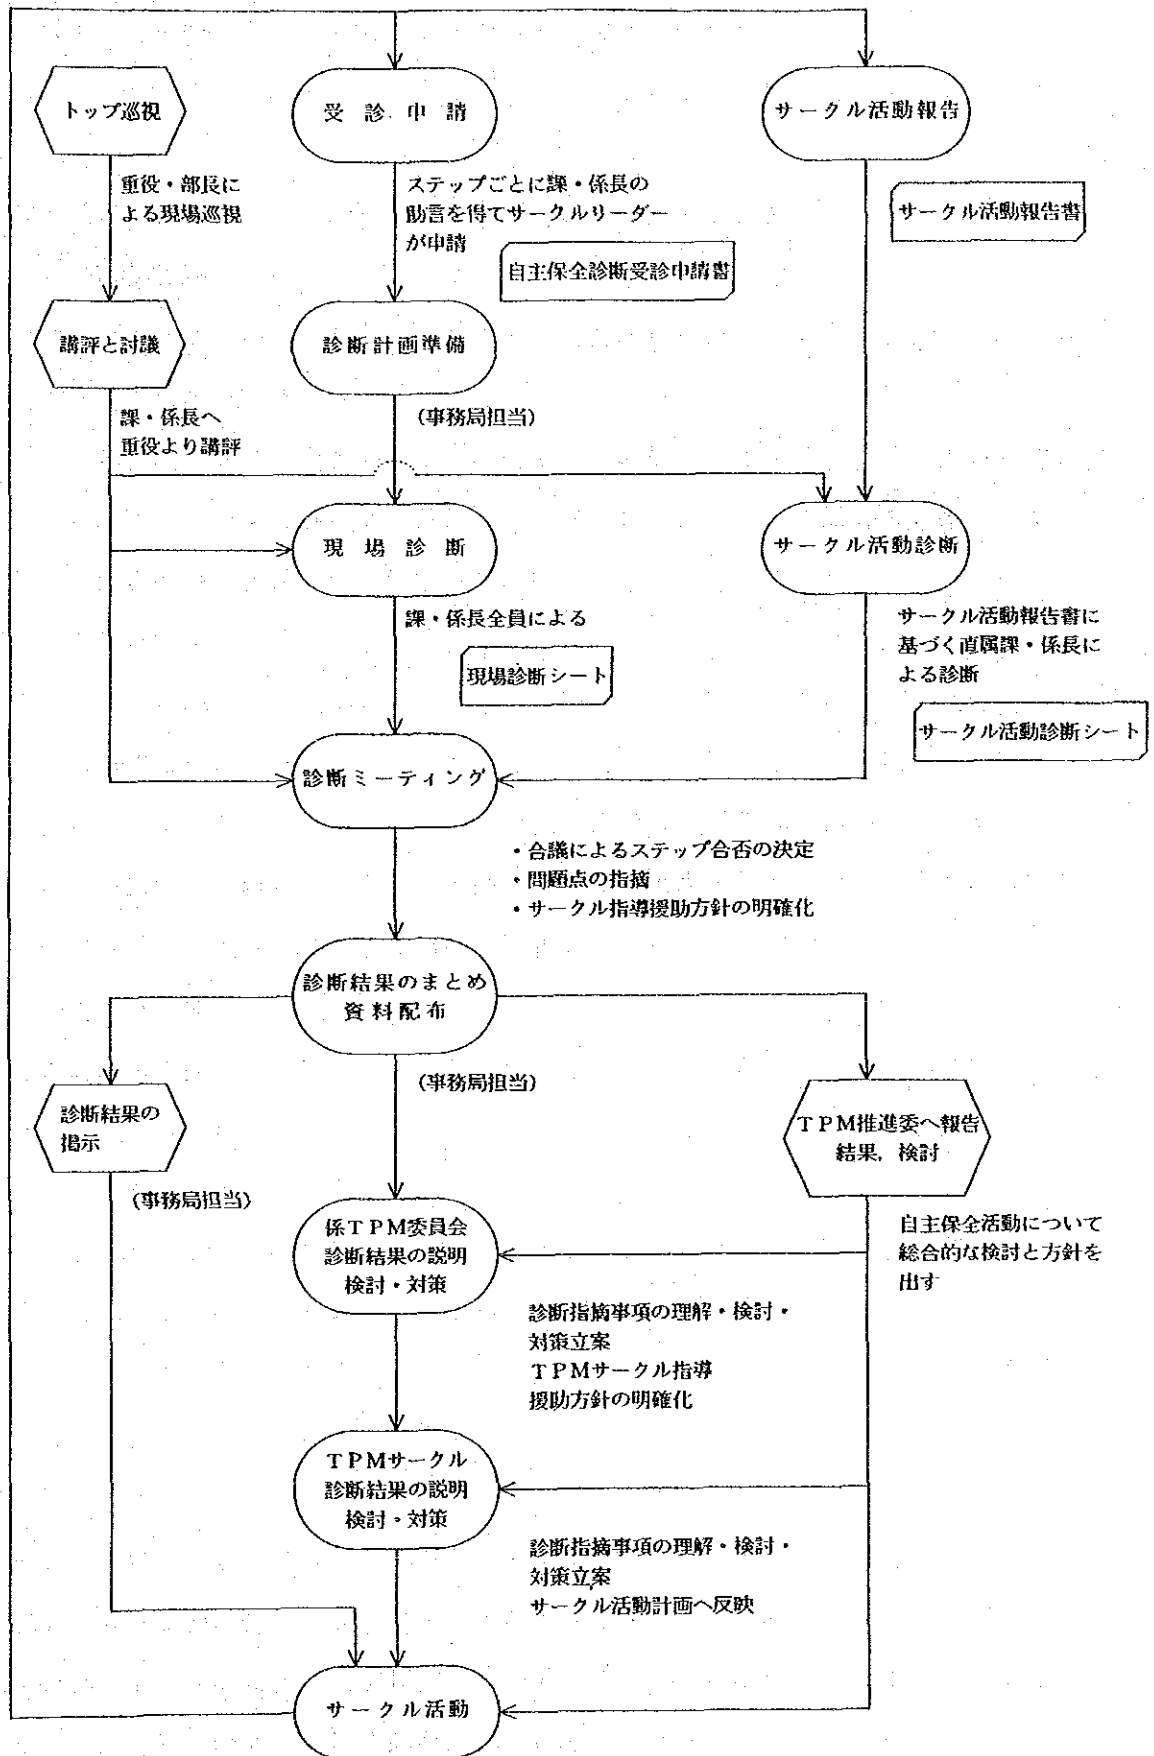 トップ巡視
受診申請
サークル活動報告
重役・部長に
よる現場巡視
ステップごとに課・係長の
助言を得てサークルリーダー
が申請
サークル活動報告書
自主保全診断受診申請書
講評と討議
診断計画準備
課・係長へ
重役より講評
(事務局担当)
現場診断
サークル活動診断
課・係長全員による
現場診断シート
サークル活動報告書に
基づく直属課・係長に
よる診断
サークル活動診断シート
診断ミーティング
・合議によるステップ合否の決定
・問題点の指摘
・サークル指導援助方針の明確化
診断結果のまとめ
資料配布
(事務局担当)
診断結果の
掲示
TPM推進委へ報告
結果,検討
(事務局担当)
係TPM委員会
診断結果の説明
検討・対策
自主保全活動について
総合的な検討と方針を
出す
診断指摘事項の理解・検討・
対策立案
TPMサークル指導
援助方針の明確化
TPMサークル
診断結果の説明
検討・対策
診断指摘事項の理解・検討・
対策立案
サークル活動計画へ反映
サークル活動